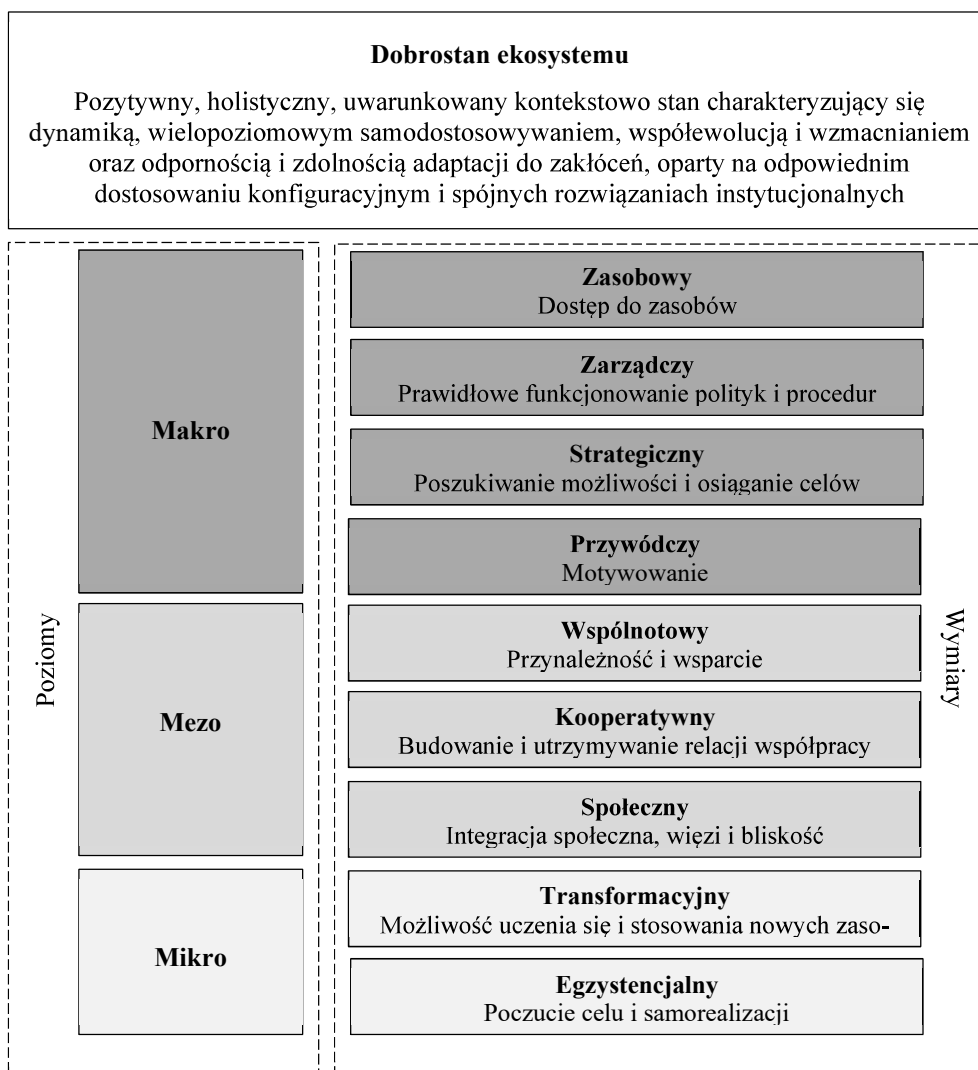 Dobrostan ekosystemu
Pozytywny, holistyczny, uwarunkowany kontekstowo stan charakteryzujący się
dynamiką, wielopoziomowym samodostosowywaniem, współewolucją i wzmacnianiem
oraz odpornością i zdolnością adaptacji do zakłóceń, oparty na odpowiednim
dostosowaniu konfiguracyjnym i spójnych rozwiązaniach instytucjonalnych
Poziomy
Makro
Mezo
Mikro
Zasobowy
Dostęp do zasobów
Zarządczy
Prawidłowe funkcjonowanie polityk i procedur
Strategiczny
Poszukiwanie możliwości i osiąganie celów
Przywódczy
Motywowanie
Wspólnotowy
Przynależność i wsparcie
Kooperatywny
Budowanie i utrzymywanie relacji współpracy
Społeczny
Integracja społeczna, więzi i bliskość
Transformacyjny
Możliwość uczenia się i stosowania nowych zaso-
Egzystencjalny
Poczucie celu i samorealizacji
Wymiary